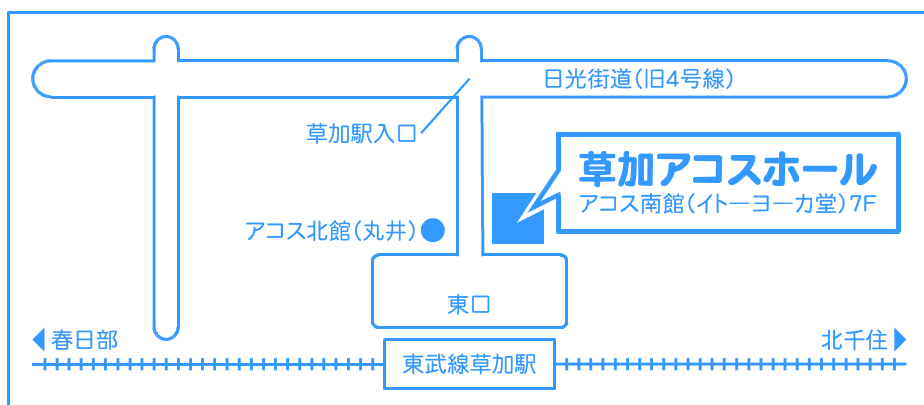 日光街道(旧4号線)
草加駅入口
草加アコスホール
アコス南館(イトーヨーカ堂)7F
アコス北館(丸井)
東口
春日部
北千住
東武線草加駅